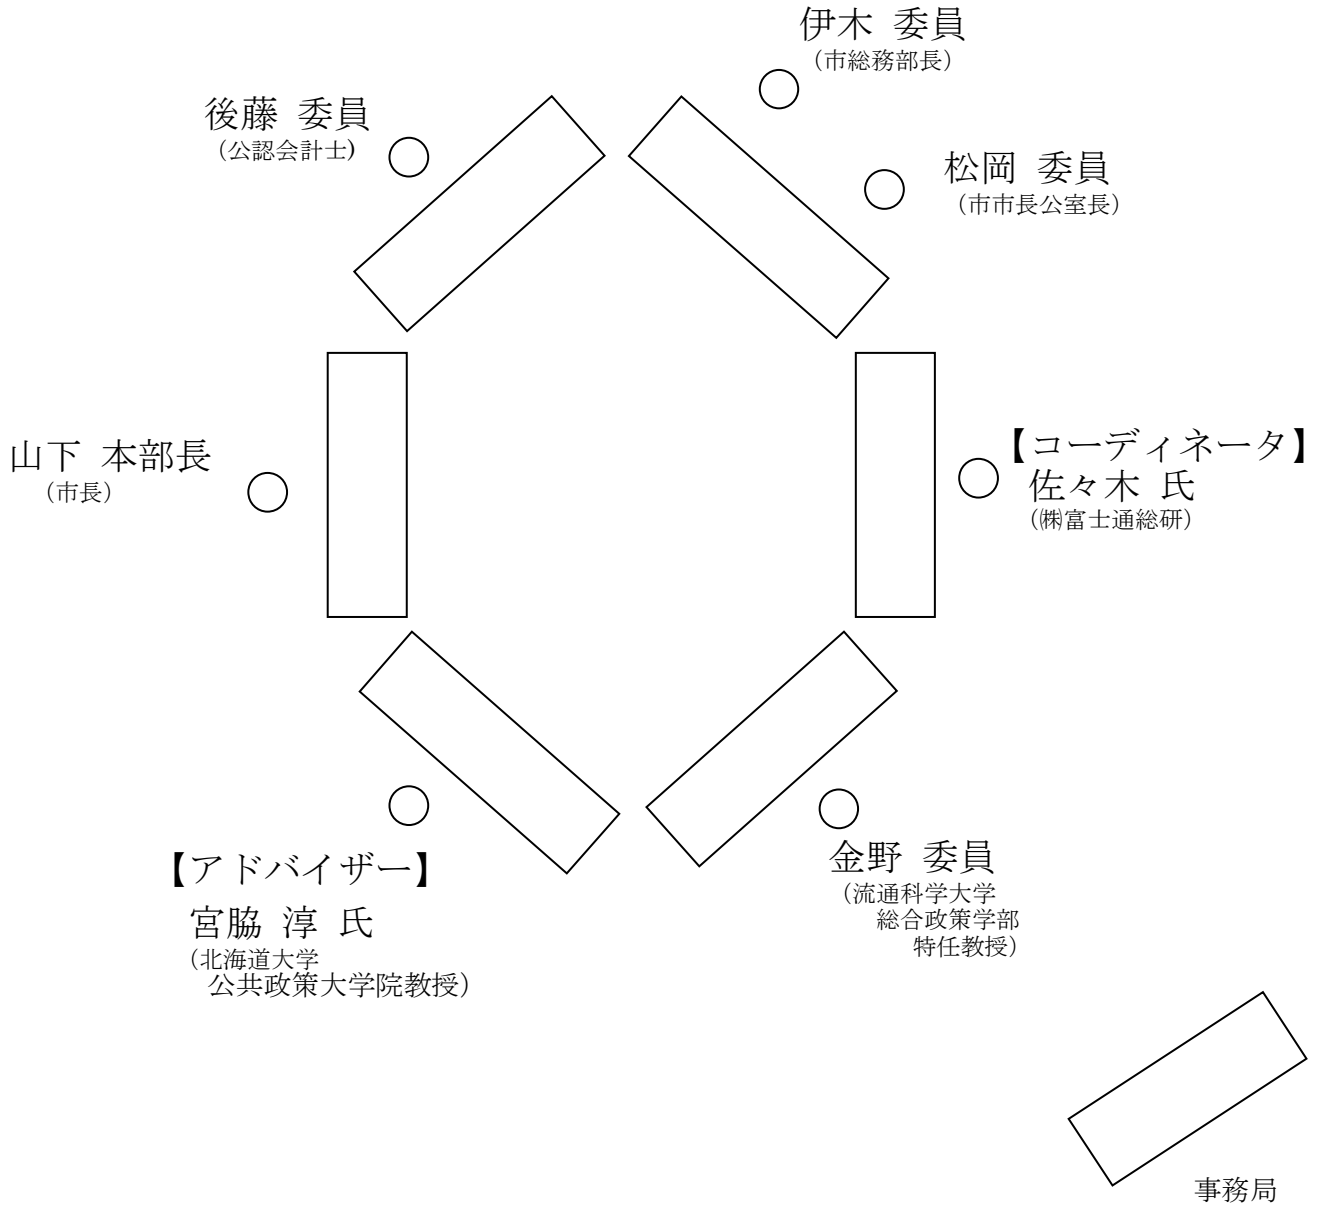 伊木 委員
（市総務部長）
後藤 委員
（公認会計士）
松岡 委員
（市市長公室長）
山下 本部長
（市長）
【コーディネータ】
佐々木 氏
（㈱富士通総研）
【アドバイザー】
宮脇 淳 氏
（北海道大学
公共政策大学院教授）
金野 委員
（流通科学大学
総合政策学部
特任教授）
事務局